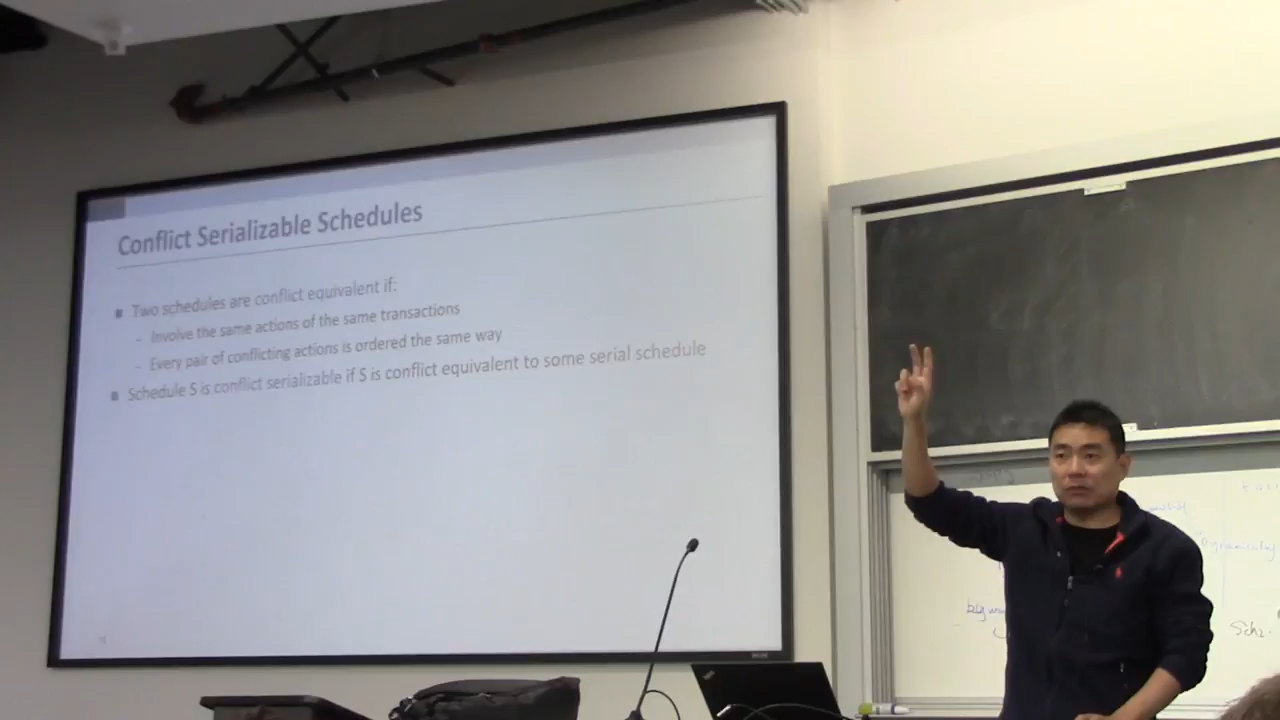 Conflict Serializable Schedules
Two schedules are conflict equivalent if:
- Involve the same actions of the same transactions
- Every pair of conflicting actions is ordered the same way
Schedule S is conflict serializable if S is conflict equivalent to some serial schedule